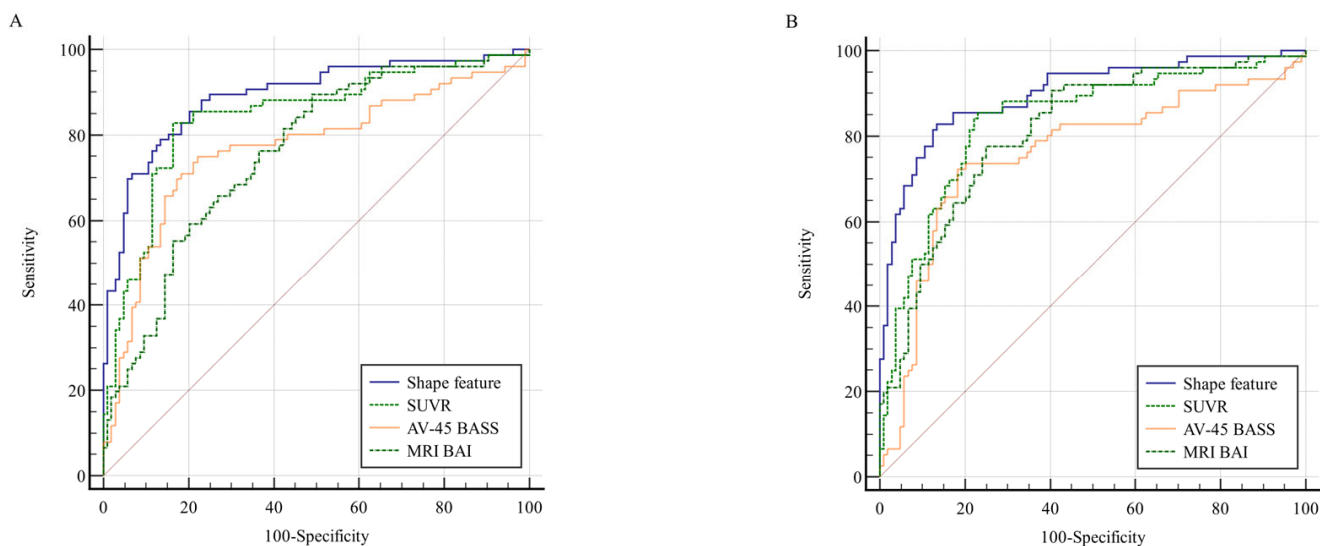 A
Sensitivity
100
80
60
40
20
0
0 20 40 60 80 100
100-Specificity
Shape feature
SUVR
AV-45 BASS
MRI BAI
B
Sensitivity
100
80
60
40
20
0
0 20 40 60 80 100
100-Specificity
Shape feature
SUVR
AV-45 BASS
MRI BAI